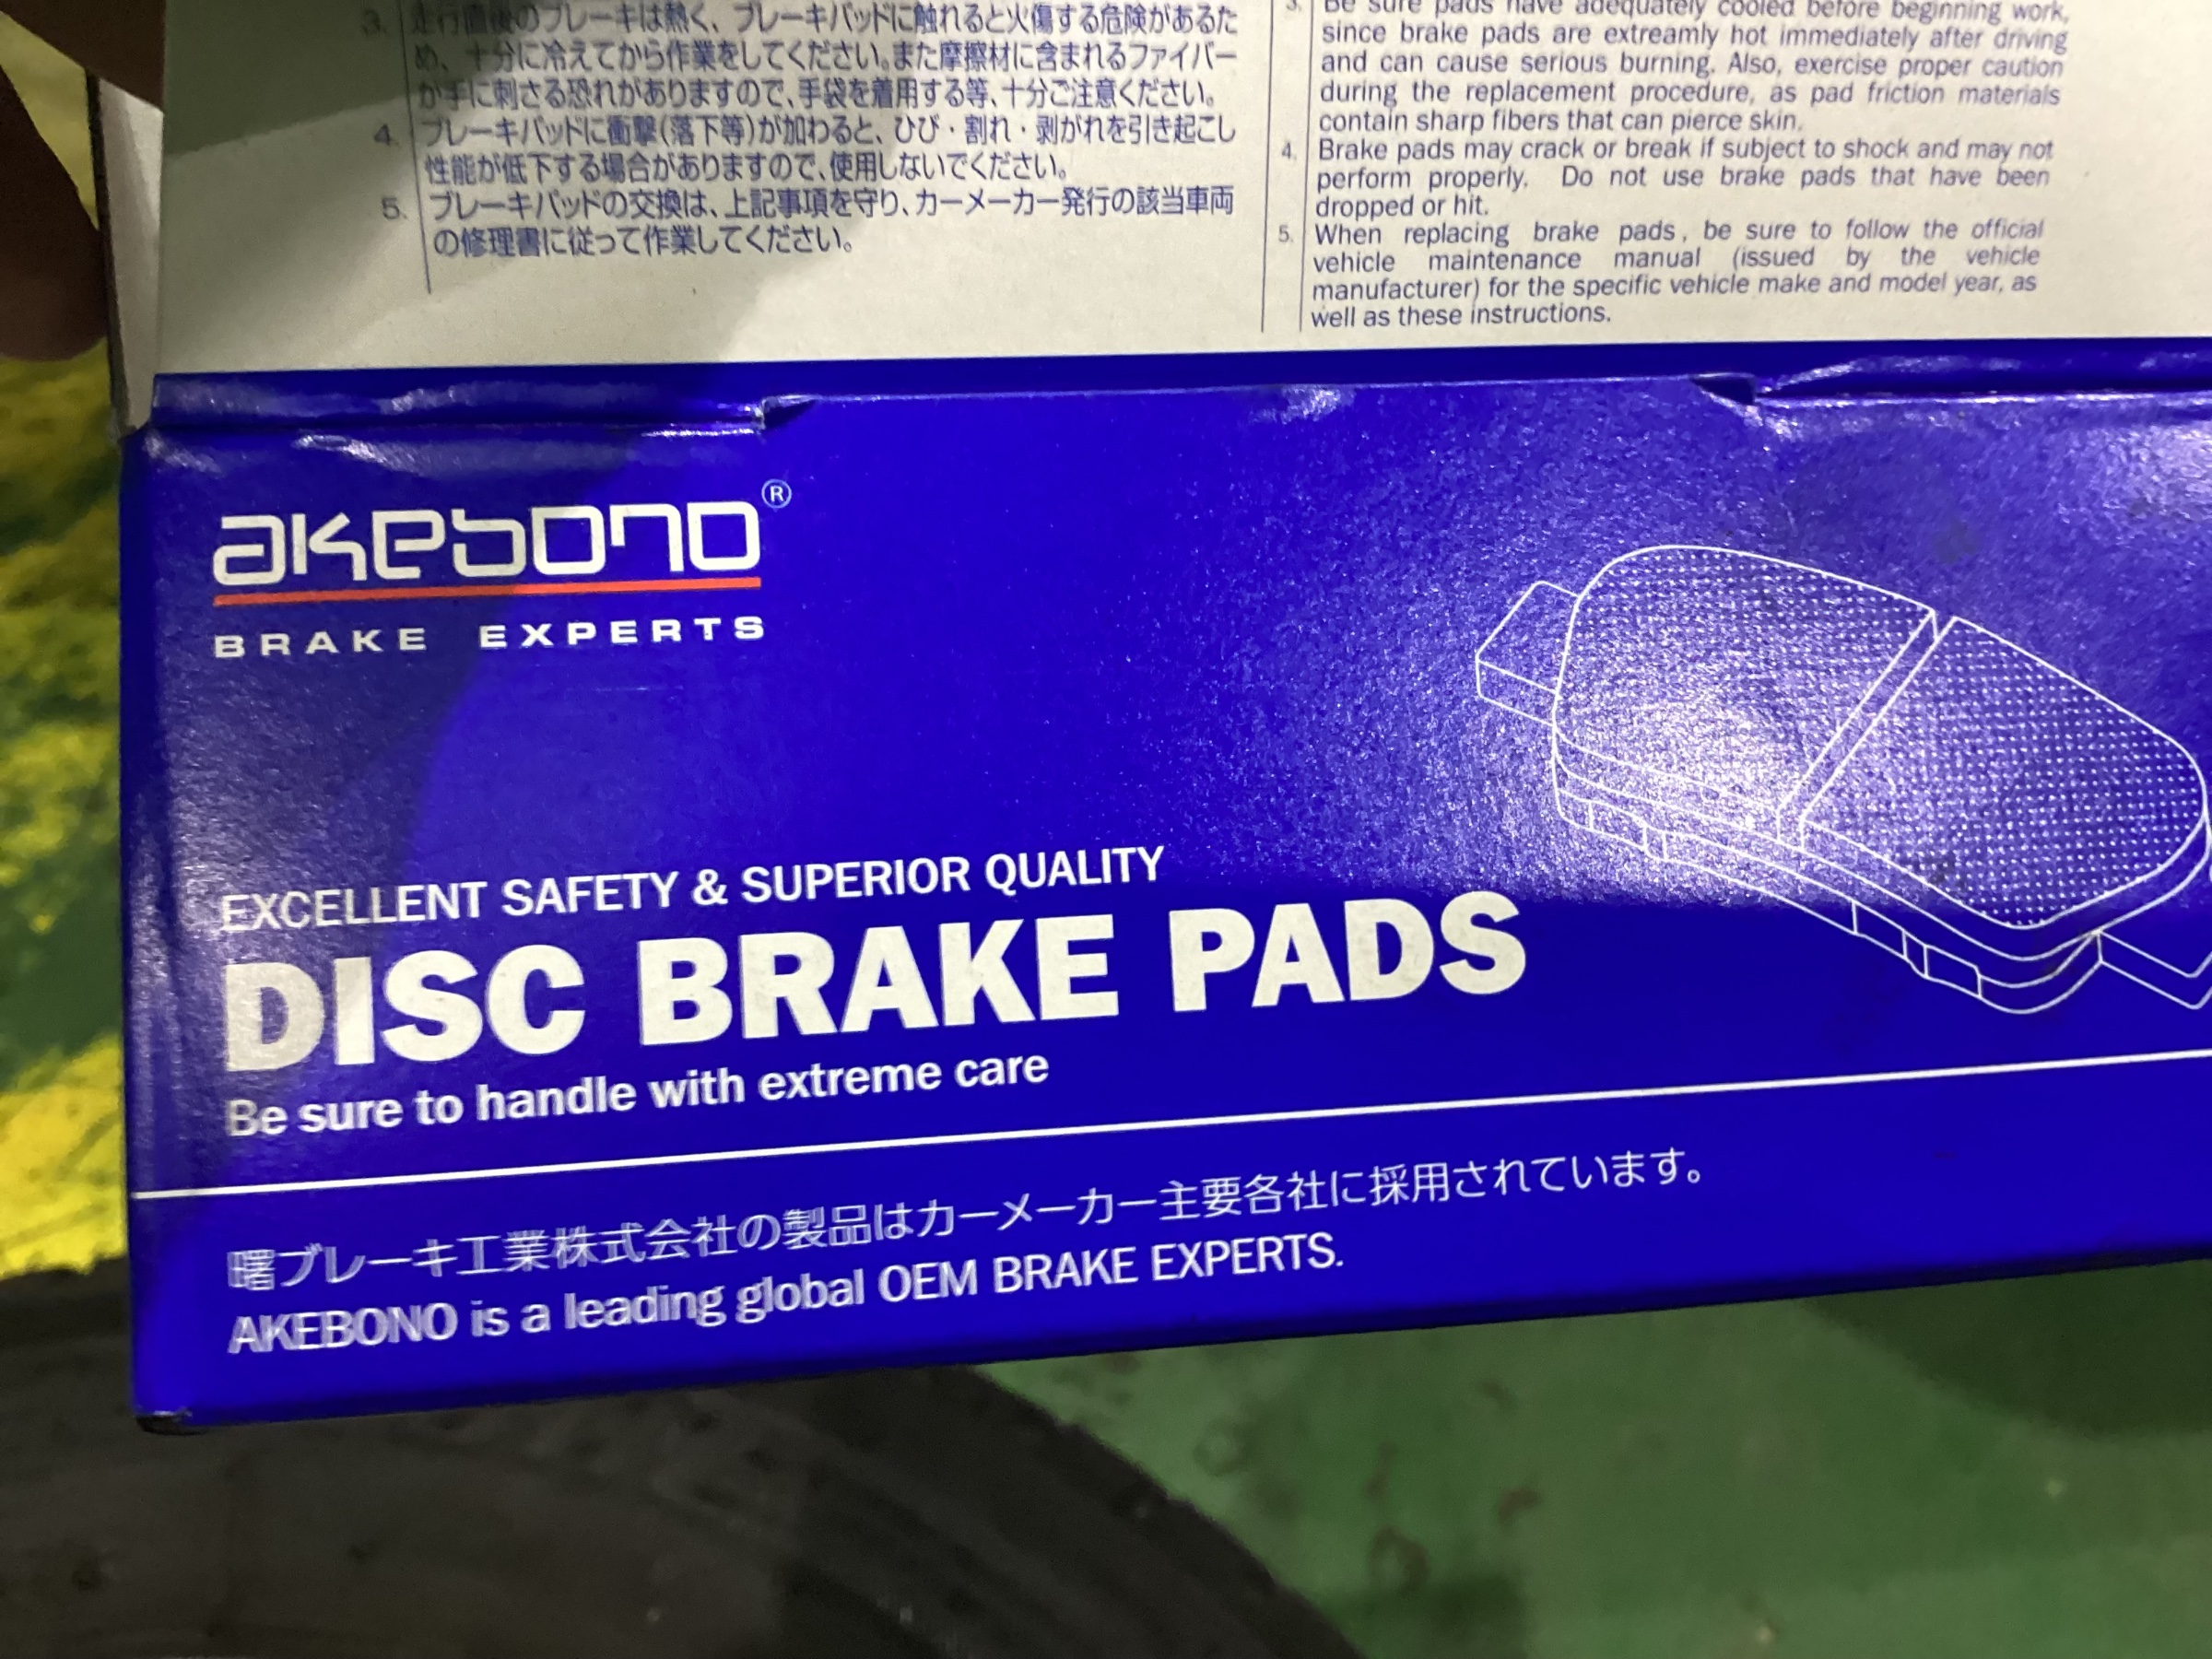 3. 走行直後のブレーキは熱く、ブレーキパッドに触れると火傷する危険があるた
め、十分に冷えてから作業をしてください。また摩擦材に含まれるファイバー
が手に刺さる恐れがありますので、手袋を着用する等、十分ご注意ください。
4. ブレーキパッドに衝撃(落下等)が加わると、ひび・割れ・剥がれを引き起こし
性能が低下する場合がありますので、使用しないでください。
5. ブレーキパッドの交換は、上記事項を守り、カーメーカー発行の該当車両
の修理書に従って作業してください。
3. Be sure pads have adequately cooled before beginning work,
since brake pads are extreamly hot immediately after driving
and can cause serious burning. Also, exercise proper caution
during the replacement procedure, as pad friction materials
contain sharp fibers that can pierce skin.
4. Brake pads may crack or break if subject to shock and may not
perform properly. Do not use brake pads that have been
dropped or hit.
5. When replacing brake pads, be sure to follow the official
vehicle maintenance manual (issued by the vehicle
manufacturer) for the specific vehicle make and model year, as
well as these instructions.
akebono®
BRAKE EXPERTS
EXCELLENT SAFETY & SUPERIOR QUALITY
DISC BRAKE PADS
Be sure to handle with extreme care
曙ブレーキ工業株式会社の製品はカーメーカー主要各社に採用されています。
AKEBONO is a leading global OEM BRAKE EXPERTS.